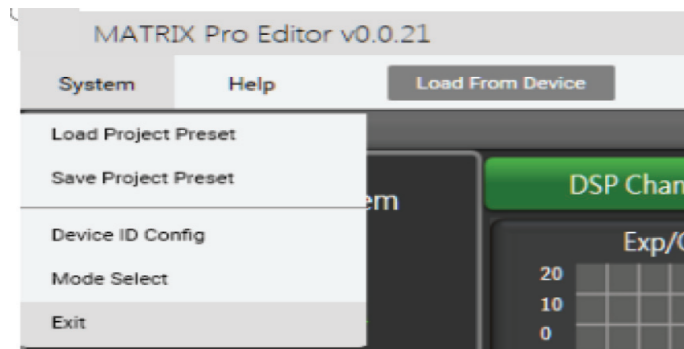 MATRIX Pro Editor v0.0.21
System Help Load From Device
Load Project Preset
Save Project Preset
em
DSP Chan
Device ID Config
Exp/
Mode Select
20
10
Exit
0